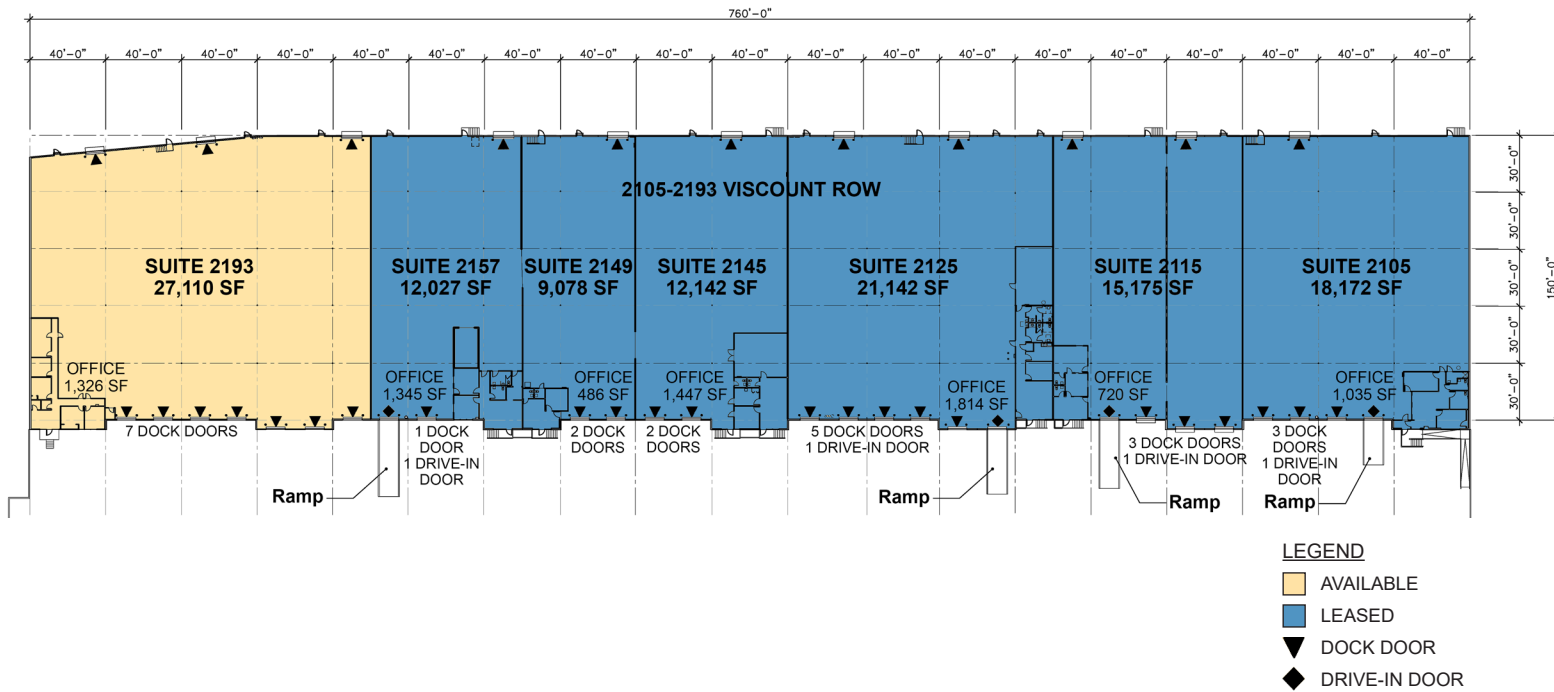 760'-0"
40'-0" 40'-0" 40'-0" 40'-0" 40'-0" 40'-0" 40'-0" 40'-0" 40'-0" 40'-0" 40'-0" 40'-0" 40'-0" 40'-0" 40'-0" 40'-0" 40'-0" 40'-0" 40'-0"
2105-2193 VISCOUNT ROW
30'-0"
30'-0"
30'-0"
30'-0"
30'-0"
150'-0"
SUITE 2193
27,110 SF
SUITE 2157
12,027 SF
SUITE 2149
9,078 SF
SUITE 2145
12,142 SF
SUITE 2125
21,142 SF
SUITE 2115
15,175 SF
SUITE 2105
18,172 SF
OFFICE
1,326 SF
OFFICE
1,345 SF
OFFICE
486 SF
OFFICE
1,447 SF
OFFICE
1,814 SF
OFFICE
720 SF
OFFICE
1,035 SF
7 DOCK DOORS
1 DOCK
DOOR
1 DRIVE-IN
DOOR
2 DOCK
DOORS
2 DOCK
DOORS
5 DOCK DOORS
1 DRIVE-IN DOOR
3 DOCK DOORS
1 DRIVE-IN DOOR
3 DOCK
DOORS
1 DRIVE-IN
DOOR
Ramp
Ramp
Ramp
Ramp
LEGEND
AVAILABLE
LEASED
DOCK DOOR
DRIVE-IN DOOR